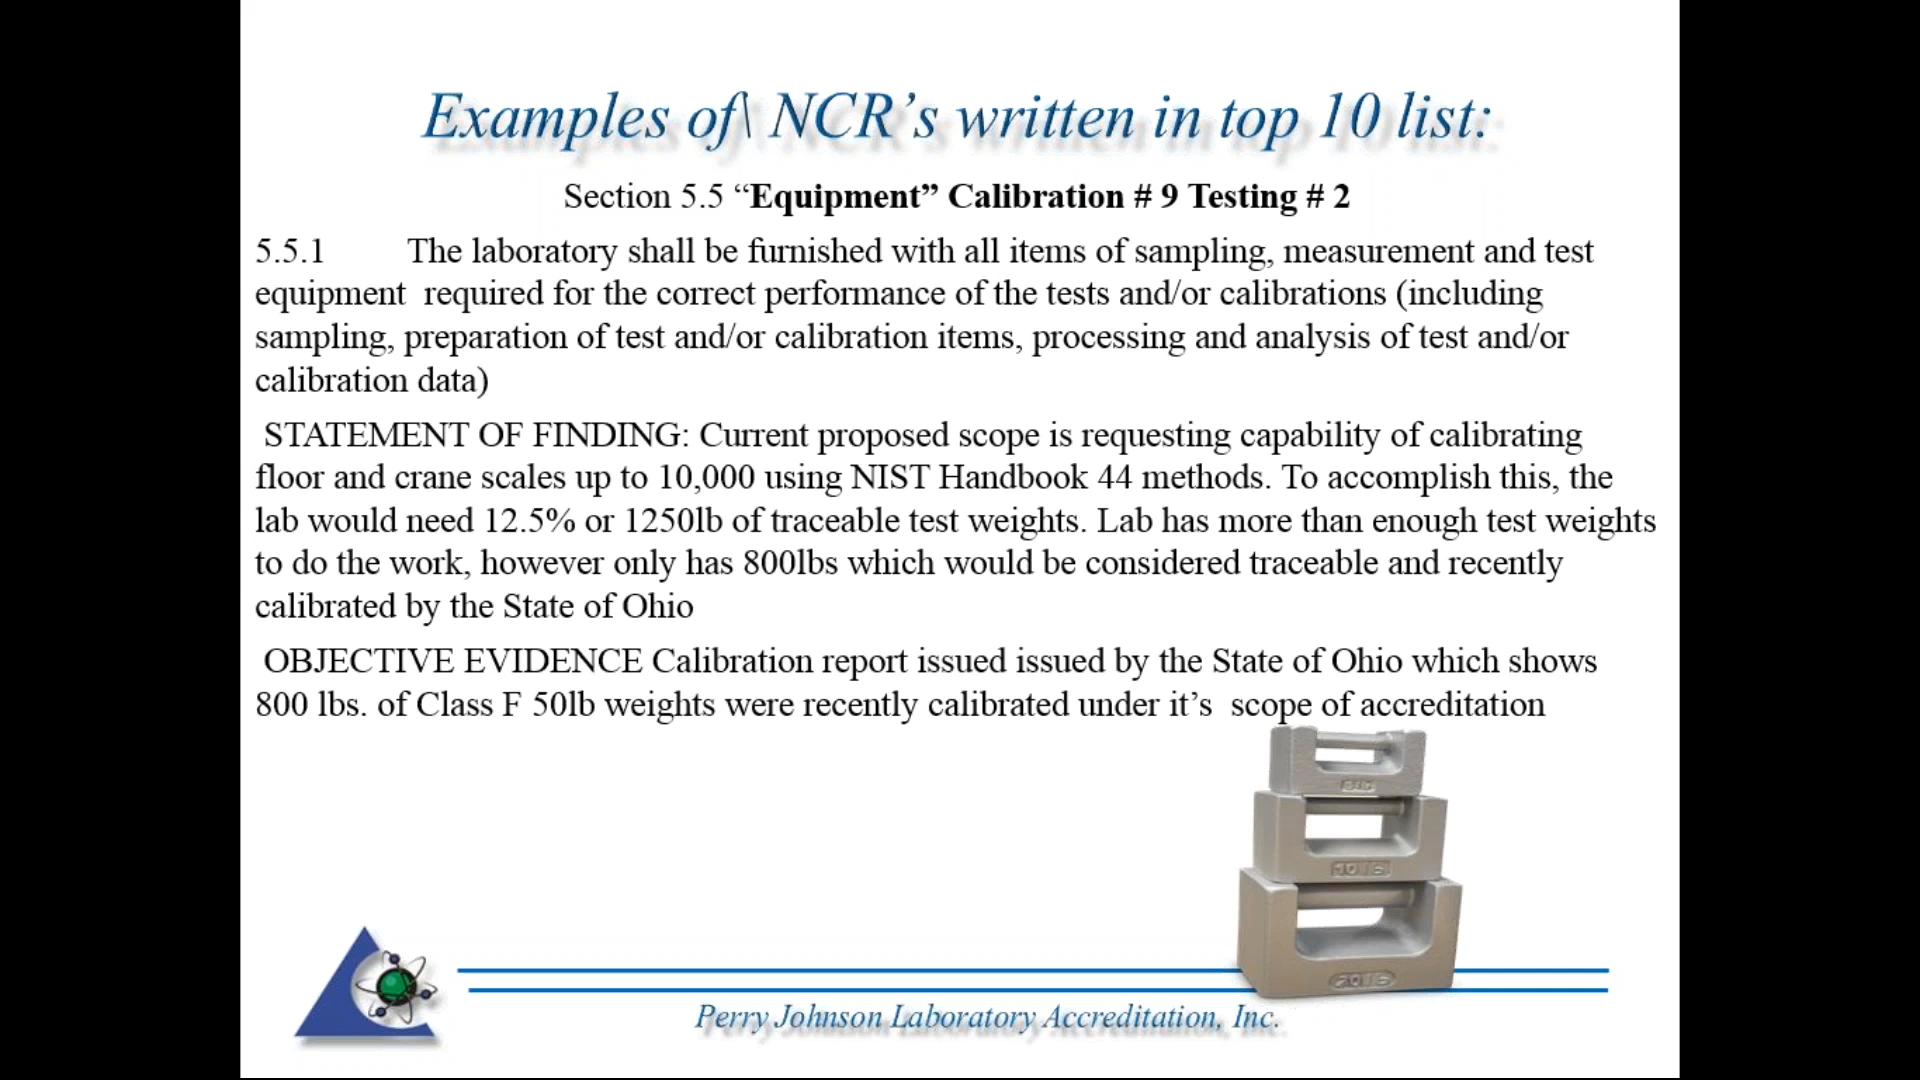 Examples of\ NCR’s written in top 10 list:
Section 5.5 “Equipment” Calibration # 9 Testing # 2
5.5.1 The laboratory shall be furnished with all items of sampling, measurement and test
equipment required for the correct performance of the tests and/or calibrations (including
sampling, preparation of test and/or calibration items, processing and analysis of test and/or
calibration data)
STATEMENT OF FINDING: Current proposed scope is requesting capability of calibrating
floor and crane scales up to 10,000 using NIST Handbook 44 methods. To accomplish this, the
lab would need 12.5% or 1250lb of traceable test weights. Lab has more than enough test weights
to do the work, however only has 800lbs which would be considered traceable and recently
calibrated by the State of Ohio
OBJECTIVE EVIDENCE Calibration report issued issued by the State of Ohio which shows
800 lbs. of Class F 50lb weights were recently calibrated under it’s scope of accreditation
Perry Johnson Laboratory Accreditation, Inc.